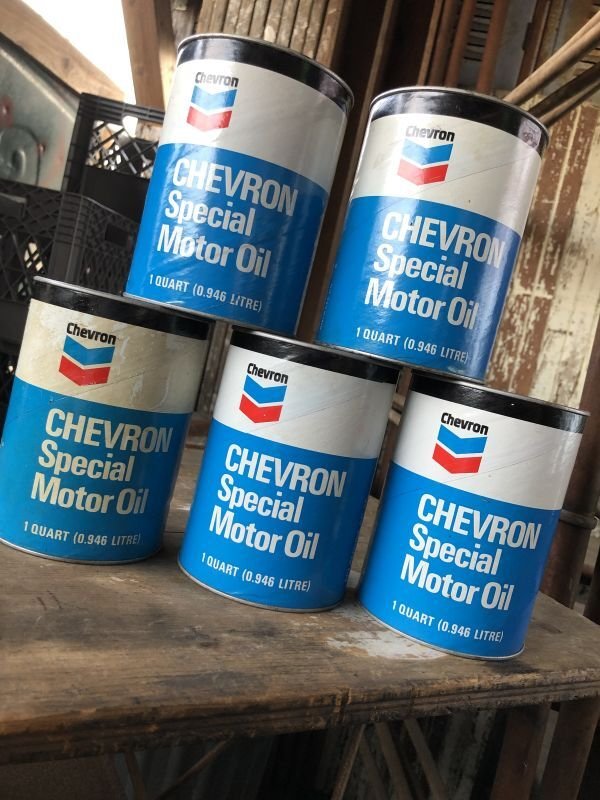 Chevron
CHEVRON
Special
Motor Oil
1 QUART (0.946 LITRE)
Chevron
CHEVRON
Special
Motor Oil
1 QUART (0.946 LITRE)
Chevron
CHEVRON
Special
Motor Oil
1 QUART (0.946 LITRE)
Chevron
CHEVRON
Special
Motor Oil
1 QUART (0.946 LITRE)
Chevron
CHEVRON
Special
Motor Oil
1 QUART (0.946 LITRE)